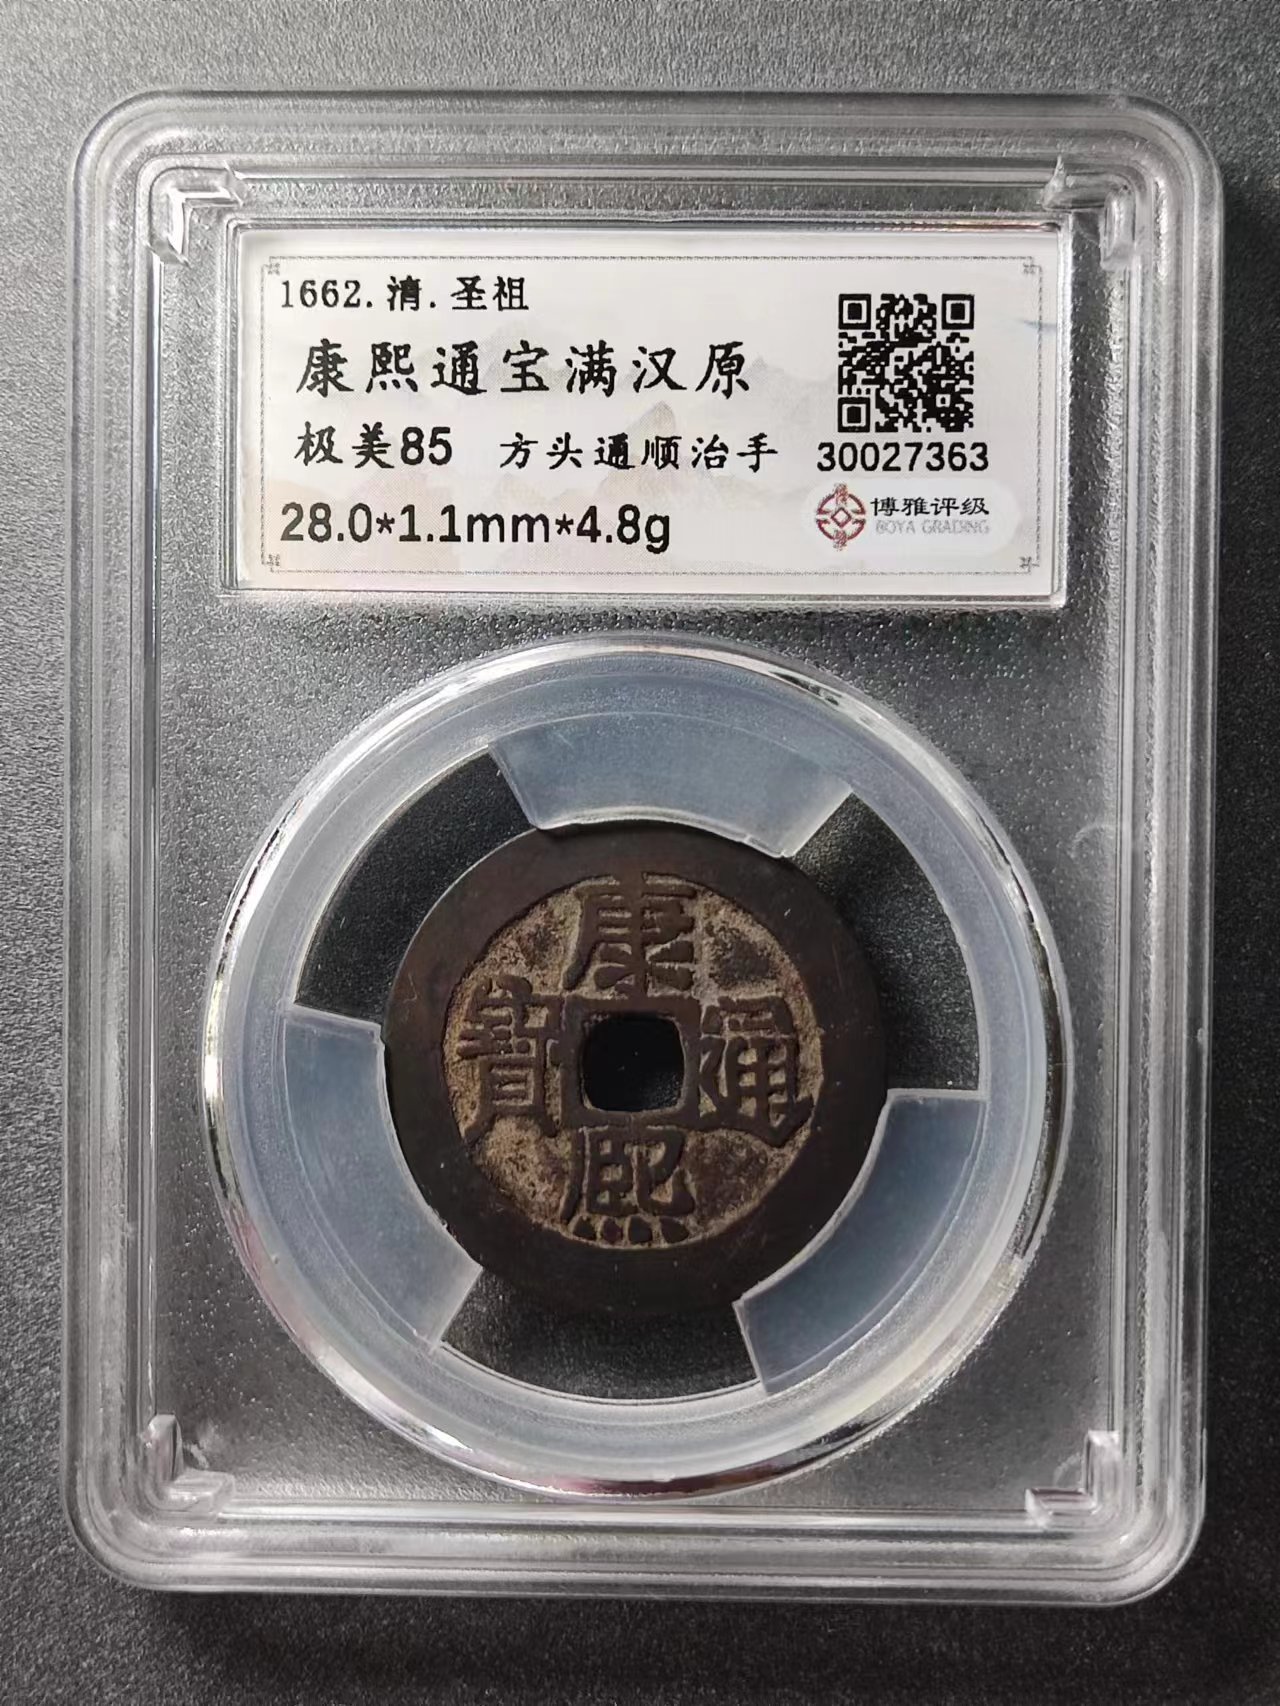 1662.清.圣祖
康熙通宝满汉原
极美85 方头通顺治手
30027363
28.0*1.1mm*4.8g
博雅评级
BOYA GRADING
康熙通寶